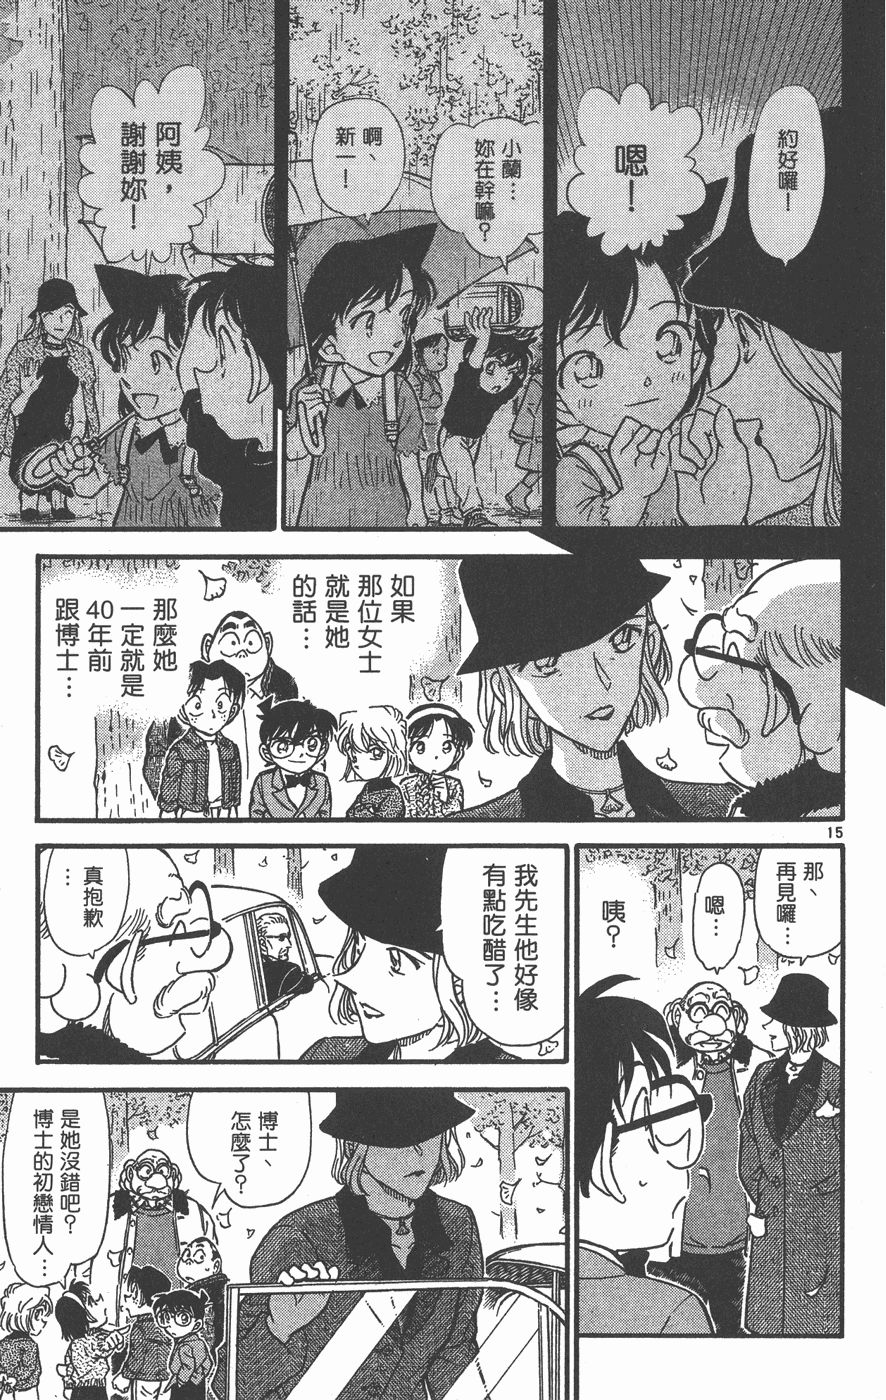 約好囉！
嗯！
小蘭…
妳在幹嘛？
啊、
新一！
阿姨，
謝謝妳！
如果
那位女士
就是她
的話…
那麼她
一定就是
40年前
跟博士…
15
那、
再見囉…
嗯…
咦？
我先生他好像
有點吃醋了…
真抱歉
…
博士、
怎麼了？
是她沒錯吧？
博士的初戀情人…